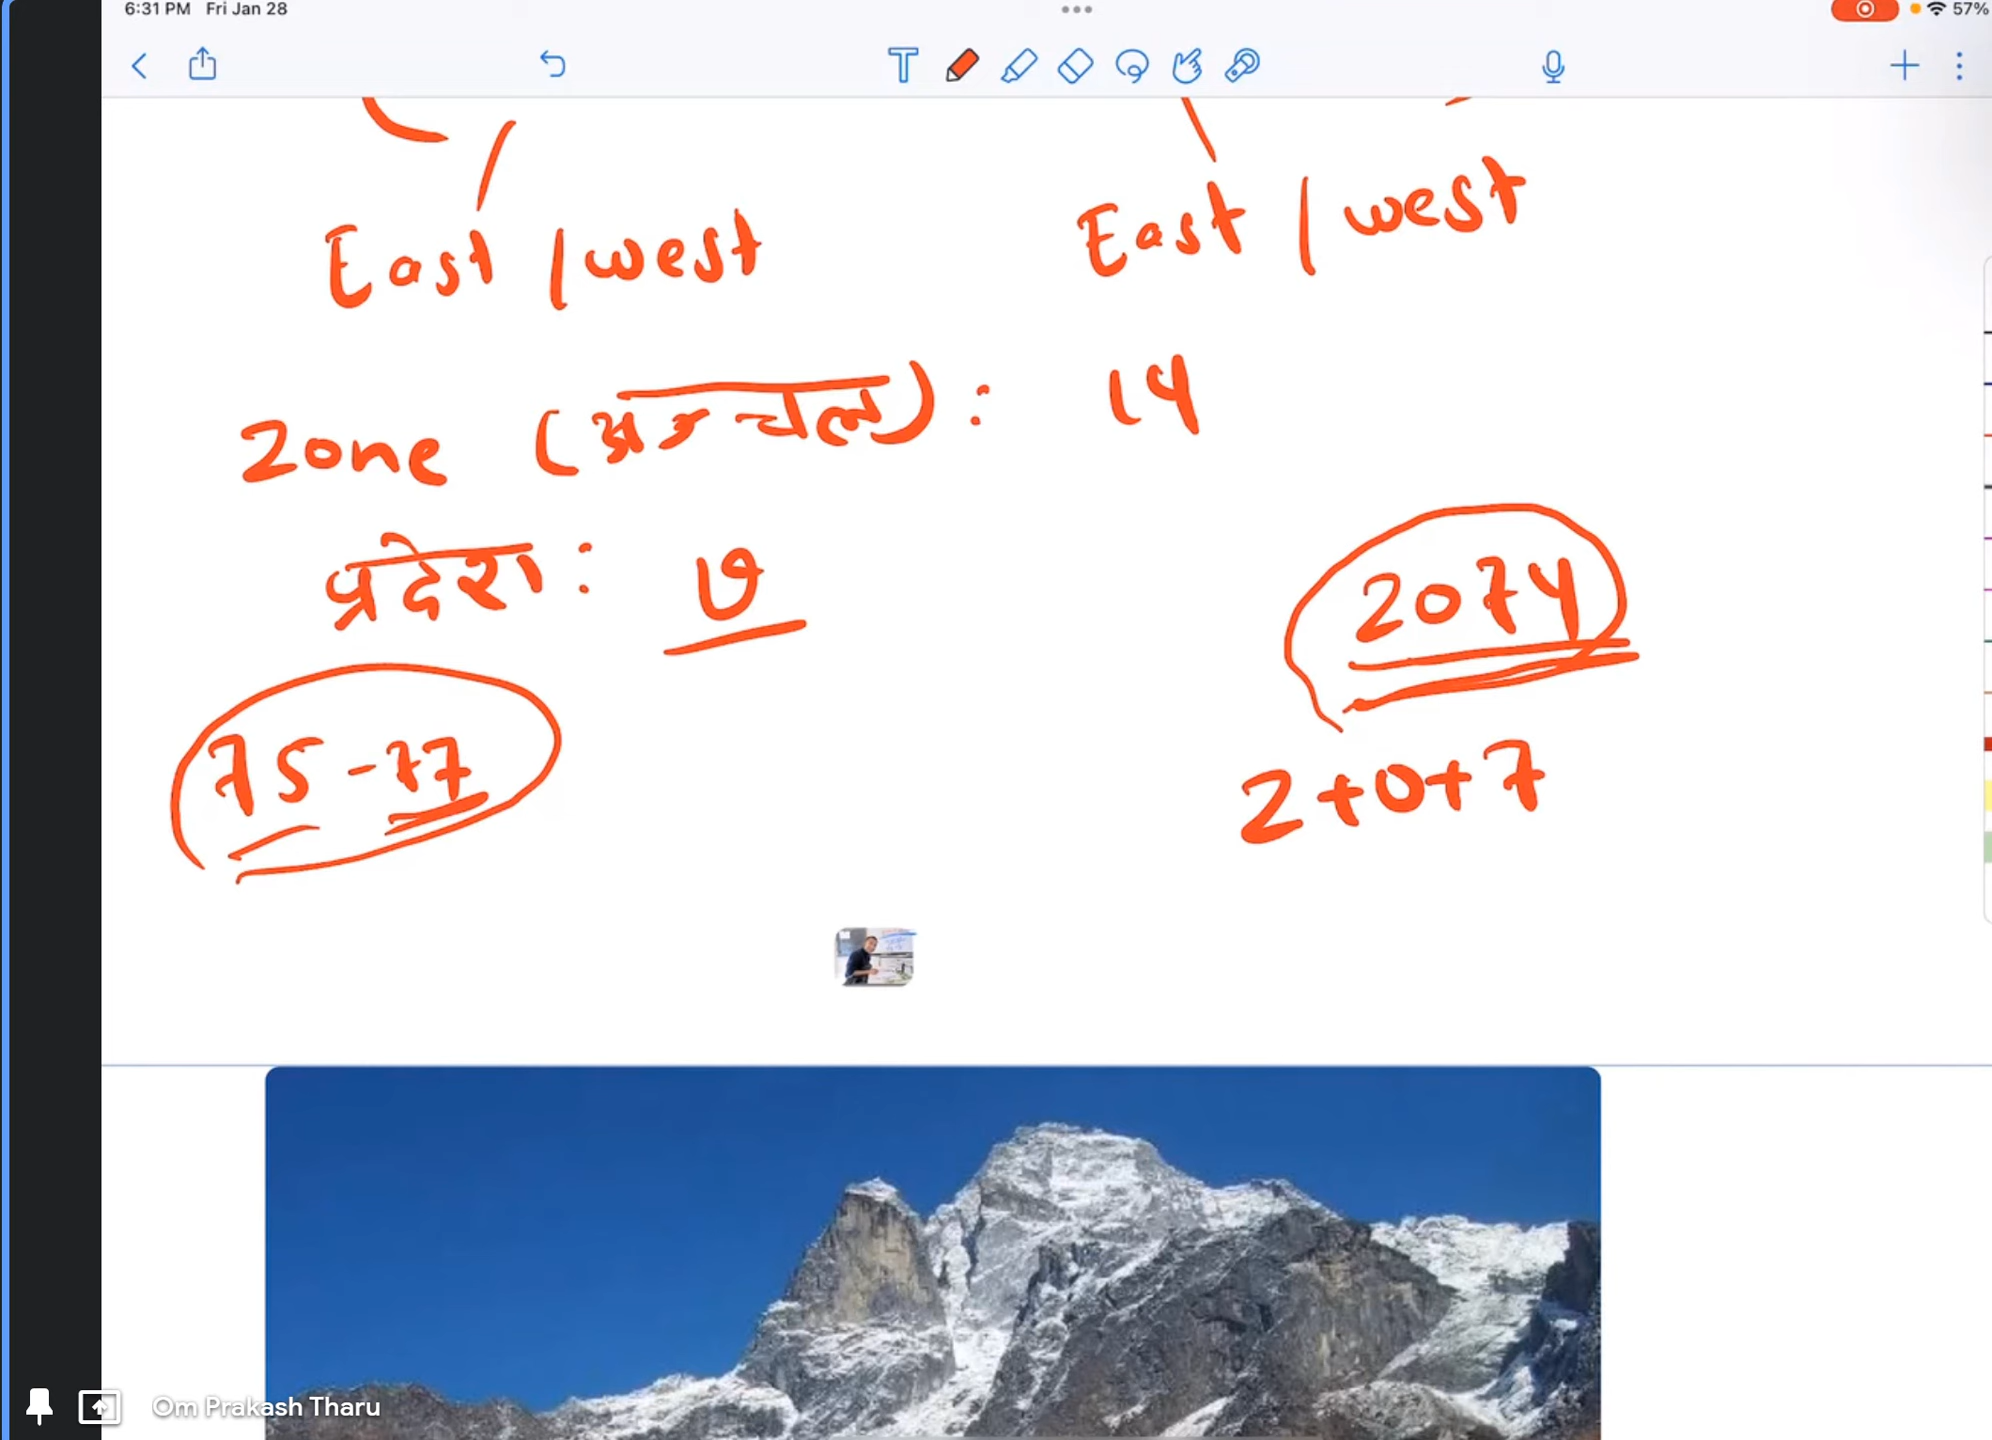 6:31 PM Fri Jan 28
57%
East / west
East / west
Zone (अञ्चल) : 14
प्रदेश : ७
2074
75-77
2+0+7
Om Prakash Tharu